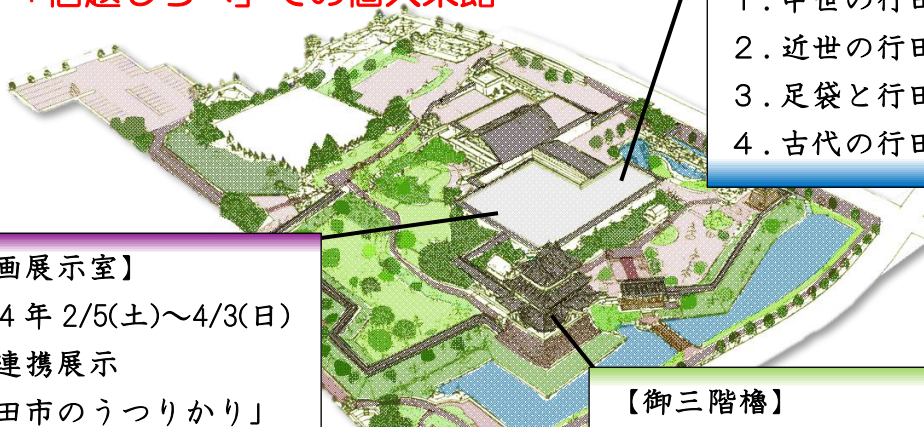 「宿題しらべ」での個人来館
1.中世の行田
2.近世の行田
3.足袋と行田
4.古代の行田
画展示室】
4年 2/5(土)～4/3(日)
連携展示
田市のうつりかり」
【御三階櫓】